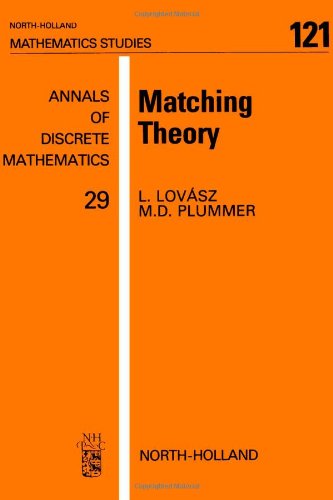 NORTH-HOLLAND
MATHEMATICS STUDIES
121
ANNALS
OF
DISCRETE
MATHEMATICS
29
Matching
Theory
L. LOVÁSZ
M.D. PLUMMER
NORTH-HOLLAND